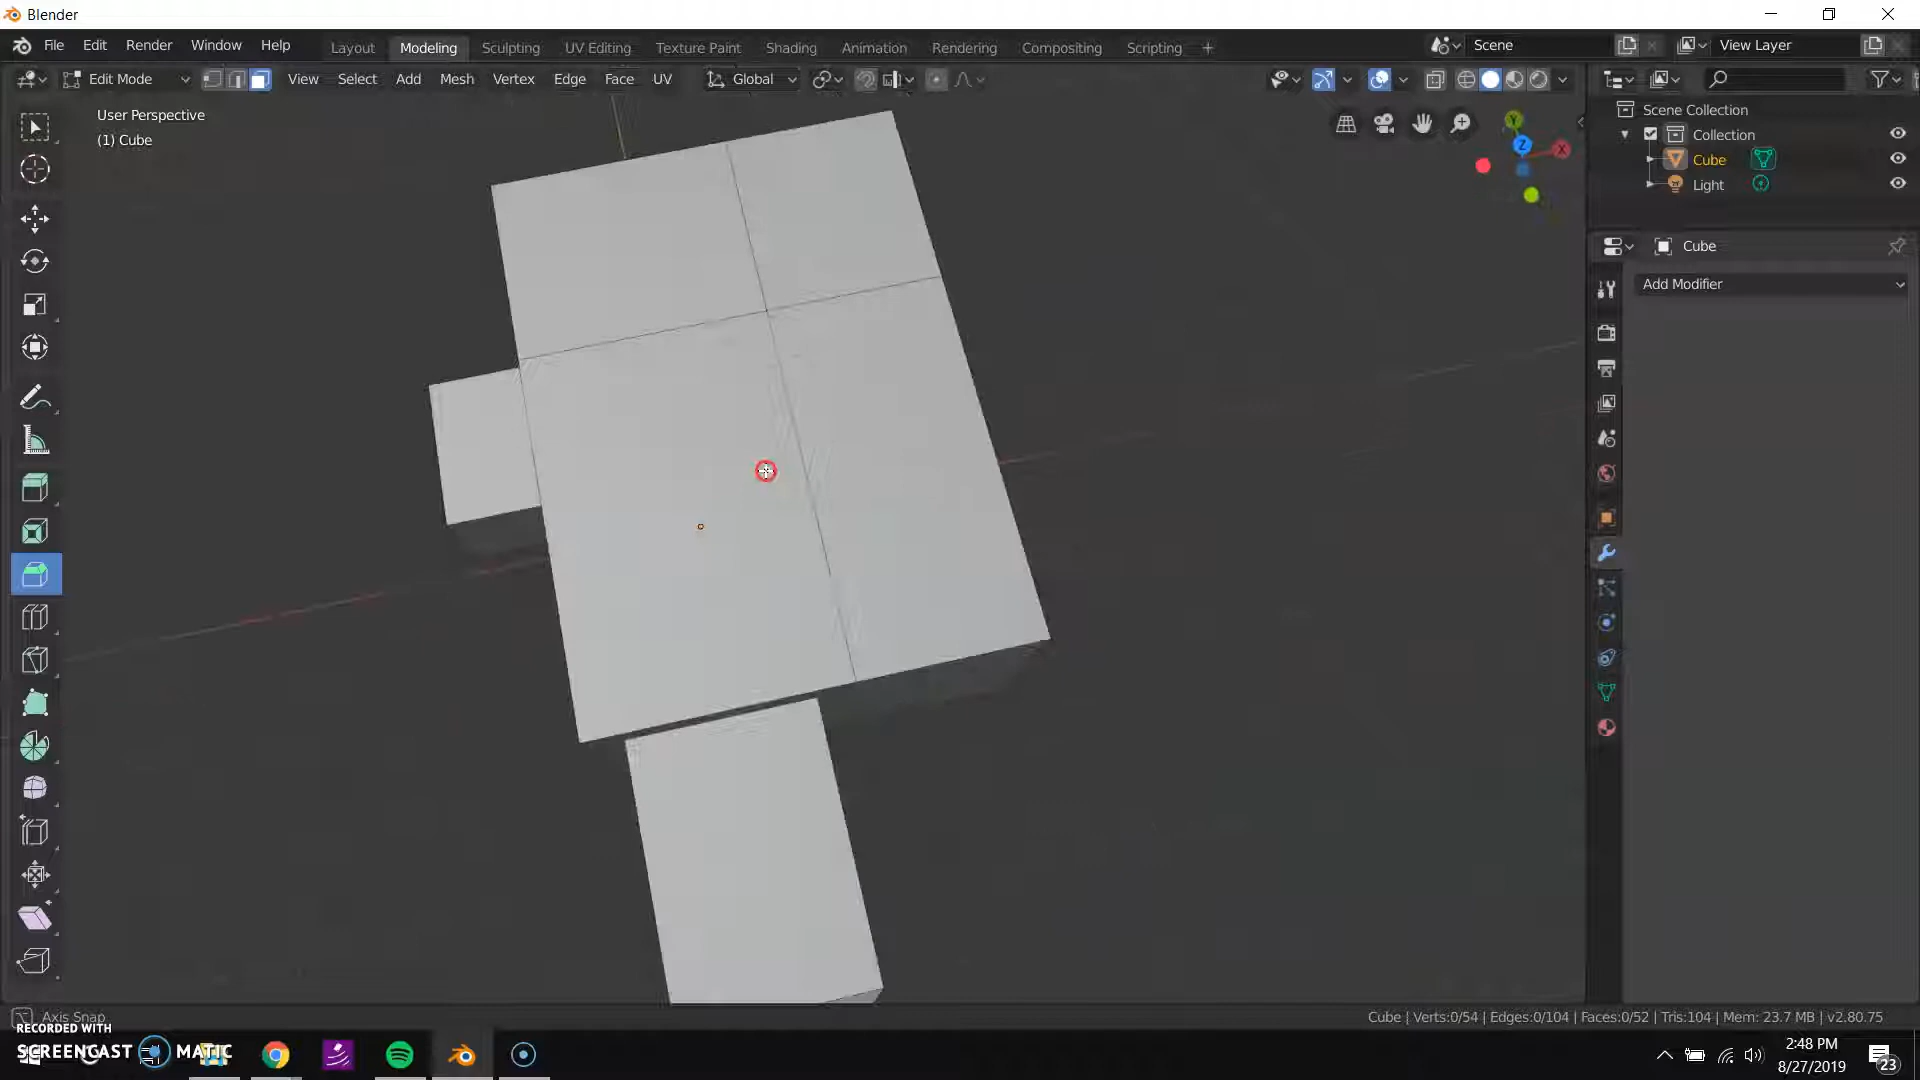 Blender
File Edit Render Window Help Layout Modeling Sculpting UV Editing Texture Paint Shading Animation Rendering Compositing Scripting Scene View Layer
Edit Mode View Select Add Mesh Vertex Edge Face UV Global
User Perspective
(1) Cube
Y
Z
X
Scene Collection
Collection
Cube
Light
Cube
Add Modifier
Axis Snap
Cube | Verts:0/54 | Edges:0/104 | Faces:0/52 | Tris:104 | Mem: 23.7 MB | v2.80.75
RECORDED WITH
SCREENCAST MATIC
2:48 PM
8/27/2019
23